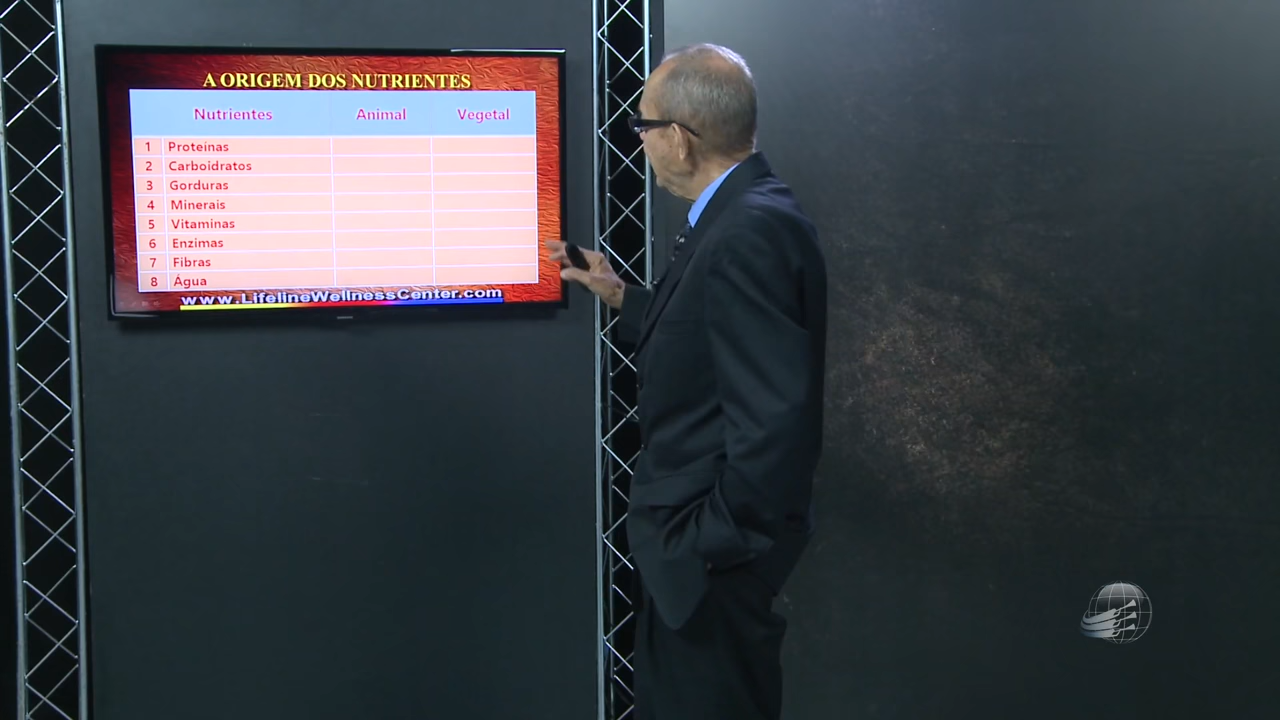 A ORIGEM DOS NUTRIENTES
Nutrientes Animal Vegetal
1 Proteínas
2 Carboidratos
3 Gorduras
4 Minerais
5 Vitaminas
6 Enzimas
7 Fibras
8 Água
www.LifelineWellnessCenter.com